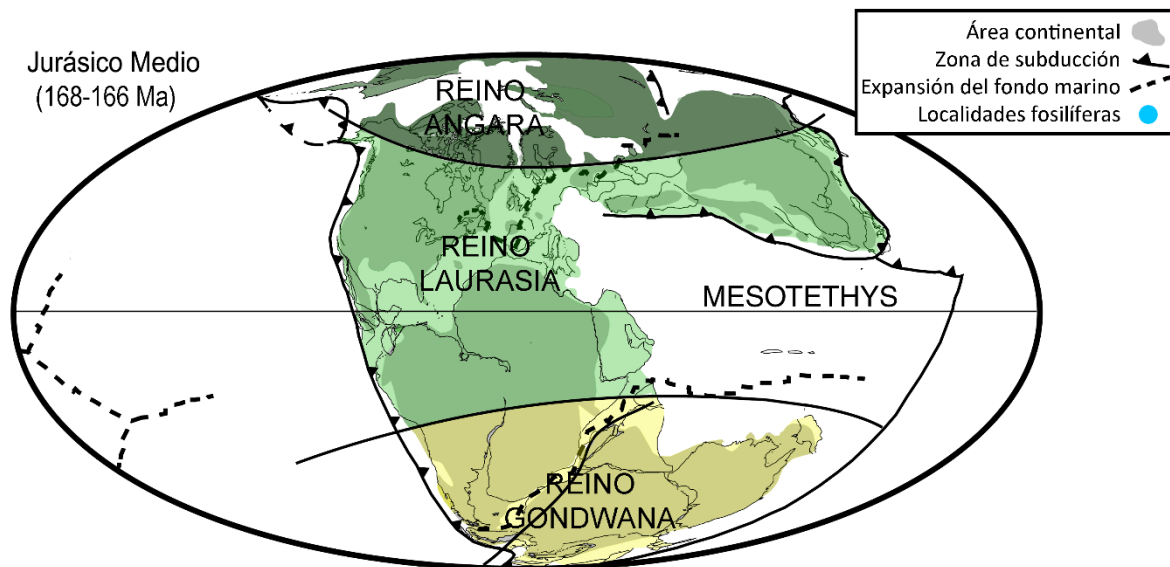 Jurásico Medio
(168-166 Ma)
Área continental
Zona de subducción
Expansión del fondo marino
Localidades fosilíferas
REINO
ANGARA
REINO
LAURASIA
MESOTETHYS
REINO
GONDWANA